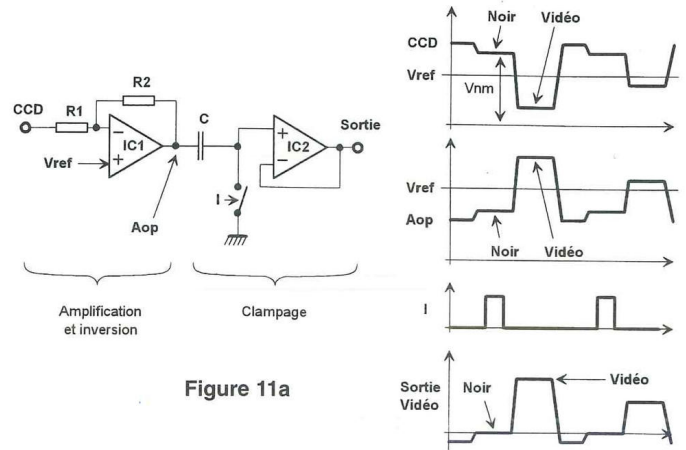 CCD
R1
R2
IC1
Vref
Aop
C
I
IC2
Sortie
Amplification
et inversion
Clampage
Figure 11a
Noir
Vidéo
CCD
Vref
Vnm
Vref
Aop
Noir
Vidéo
I
Sortie
Vidéo
Noir
Vidéo